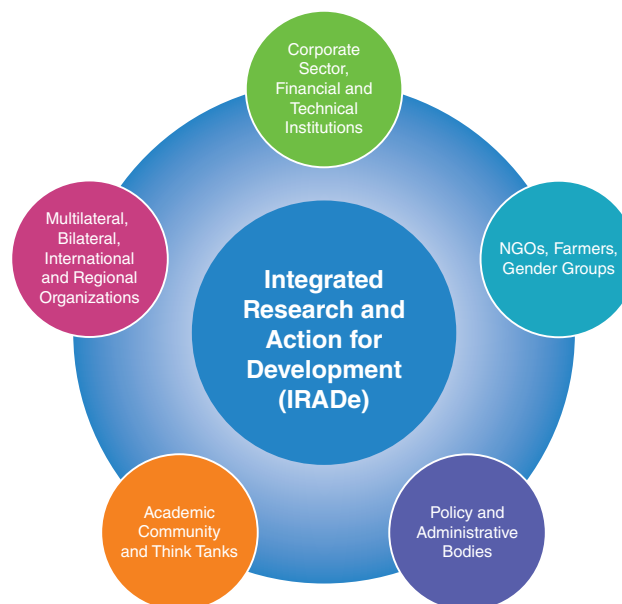 Corporate
Sector,
Financial and
Technical
Institutions
Multilateral,
Bilateral,
International
and Regional
Organizations
NGOs, Farmers,
Gender Groups
Integrated
Research and
Action for
Development
(IRADe)
Academic
Community
and Think Tanks
Policy and
Administrative
Bodies